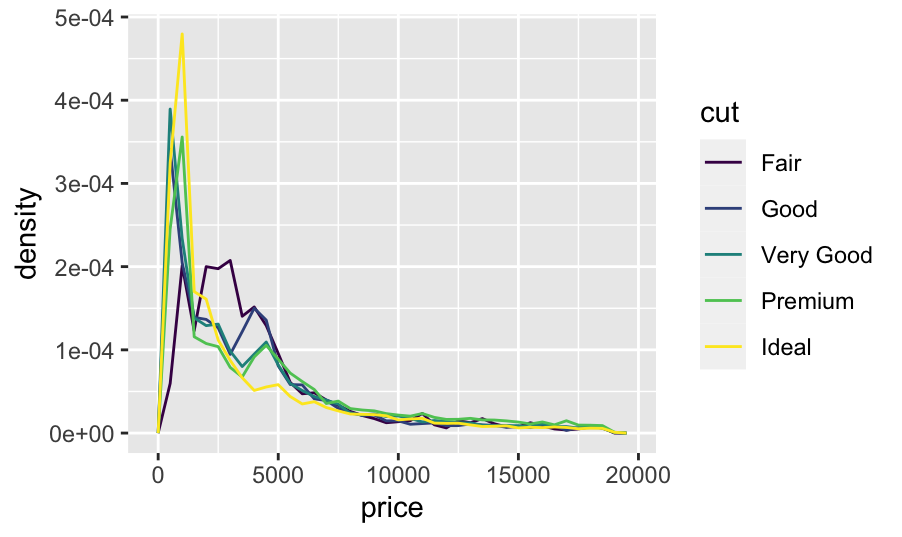 5e-04
4e-04
3e-04
2e-04
1e-04
0e+00
density
0 5000 10000 15000 20000
price
cut
Fair
Good
Very Good
Premium
Ideal